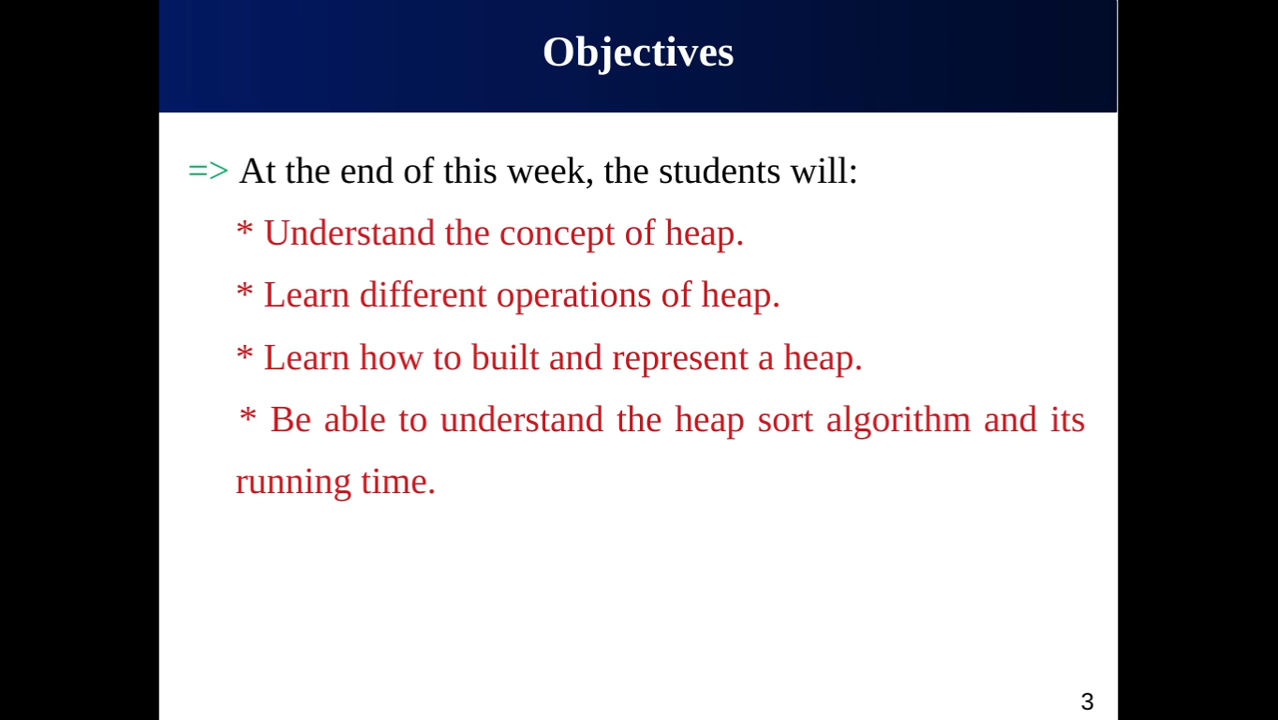 Objectives
=> At the end of this week, the students will:
* Understand the concept of heap.
* Learn different operations of heap.
* Learn how to built and represent a heap.
* Be able to understand the heap sort algorithm and its
running time.
3